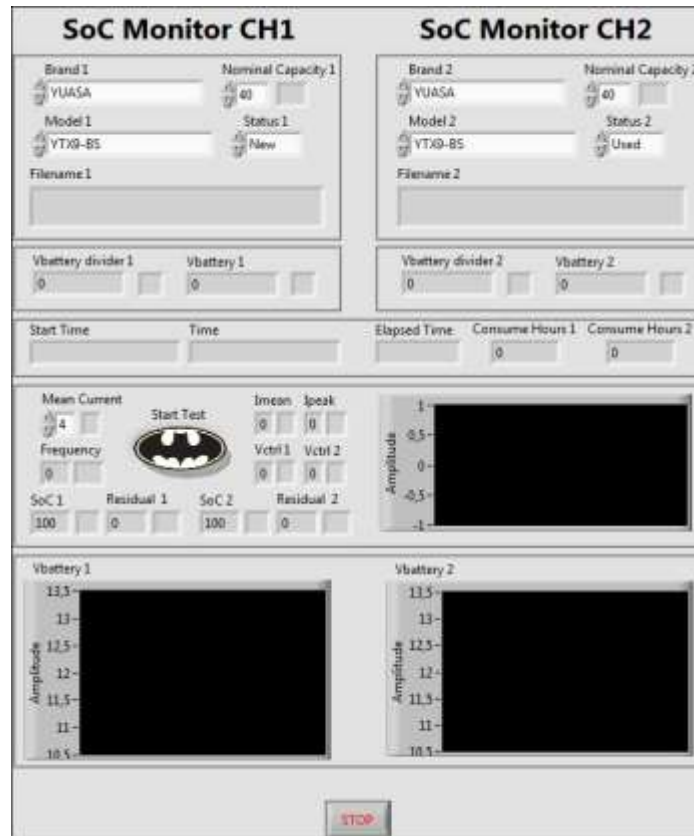 SoC Monitor CH1 SoC Monitor CH2
Brand 1 Nominal Capacity 1 Brand 2 Nominal Capacity 2
YUASA 40 YUASA 40
Model 1 Status 1 Model 2 Status 2
YTX9-BS New YTX9-BS Used
Filename 1 Filename 2
Vbattery divider 1 Vbattery 1 Vbattery divider 2 Vbattery 2
0 0 0 0
Start Time Time Elapsed Time Consume Hours 1 Consume Hours 2
0 0
Mean Current Start Test Imean Ipeak
4 0 0
Frequency Vctrl 1 Vctrl 2
0 0 0
SoC 1 Residual 1 SoC 2 Residual 2
100 0 100 0
Amplitude
1
0,5
0
-0,5
-1
Vbattery 1
Amplitude
13,5
13
12,5
12
11,5
11
10,5
Vbattery 2
Amplitude
13,5
13
12,5
12
11,5
11
10,5
STOP